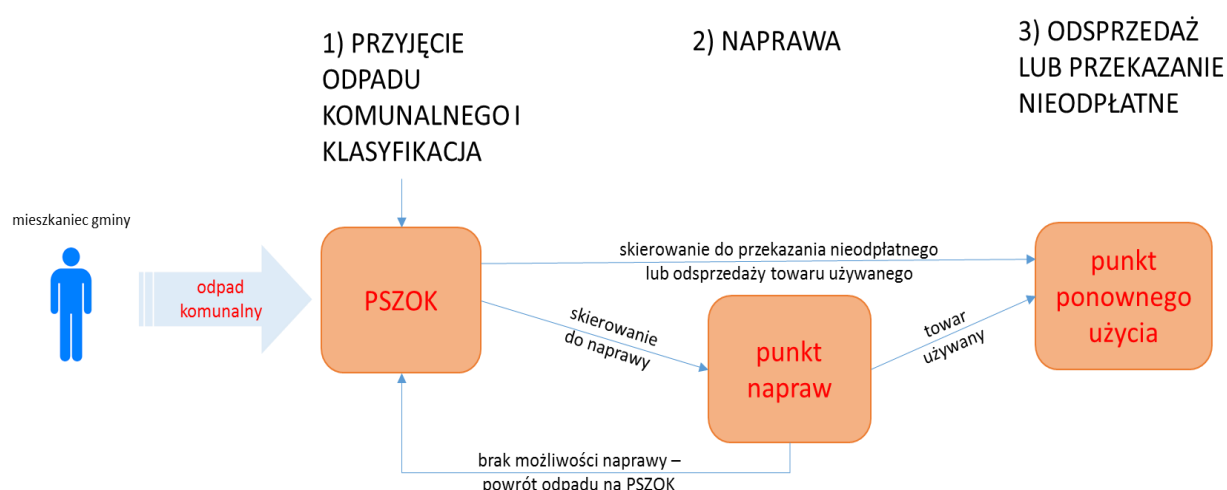 1) PRZYJĘCIE
ODPADU
KOMUNALNEGO I
KLASYFIKACJA
2) NAPRAWA
3) ODSPRZEDAŻ
LUB PRZEKAZANIE
NIEODPŁATNE
mieszkaniec gminy
odpad
komunalny
PSZOK
skierowanie do przekazania nieodpłatnego
lub odsprzedaży towaru używanego
skierowanie
do naprawy
punkt
napraw
towar
używany
punkt
ponownego
użycia
brak możliwości naprawy –
powrót odpadu na PSZOK